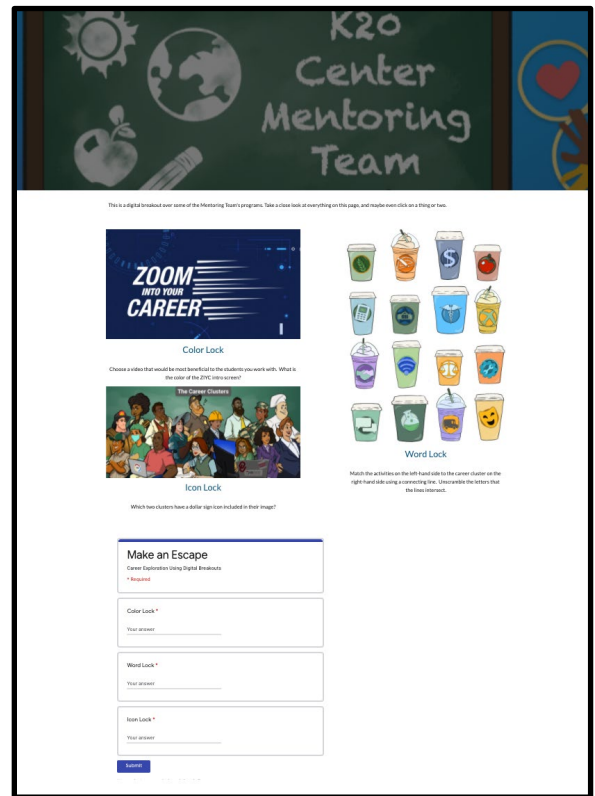 K20
Center
Mentoring
Team
This is a digital breakout over some of the Mentoring Team's programs. Take a close look at everything on this page, and maybe even click on a thing or two.
ZOOM
INTO YOUR
CAREER
Color Lock
Choose a video that would be most beneficial to the students you work with. What is
the color of the ZIYC intro screen?
The Career Clusters
Icon Lock
Which two clusters have a dollar sign icon included in their image?
$
Word Lock
Match the activities on the left-hand side to the career cluster on the
right-hand side using a connecting line. Unscramble the letters that
the lines intersect.
Make an Escape
Career Exploration Using Digital Breakouts
* Required
Color Lock *
Your answer
Word Lock *
Your answer
Icon Lock *
Your answer
Submit